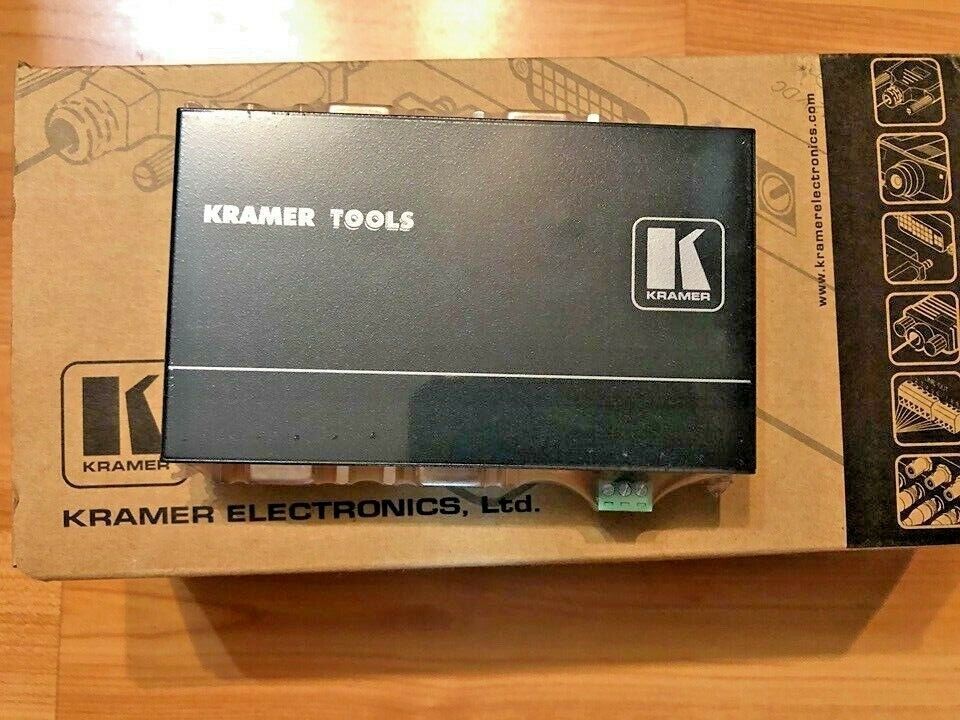 KRAMER TOOLS
K
KRAMER
K
KRAMER
KRAMER ELECTRONICS, Ltd.
www.kramerelectronics.com